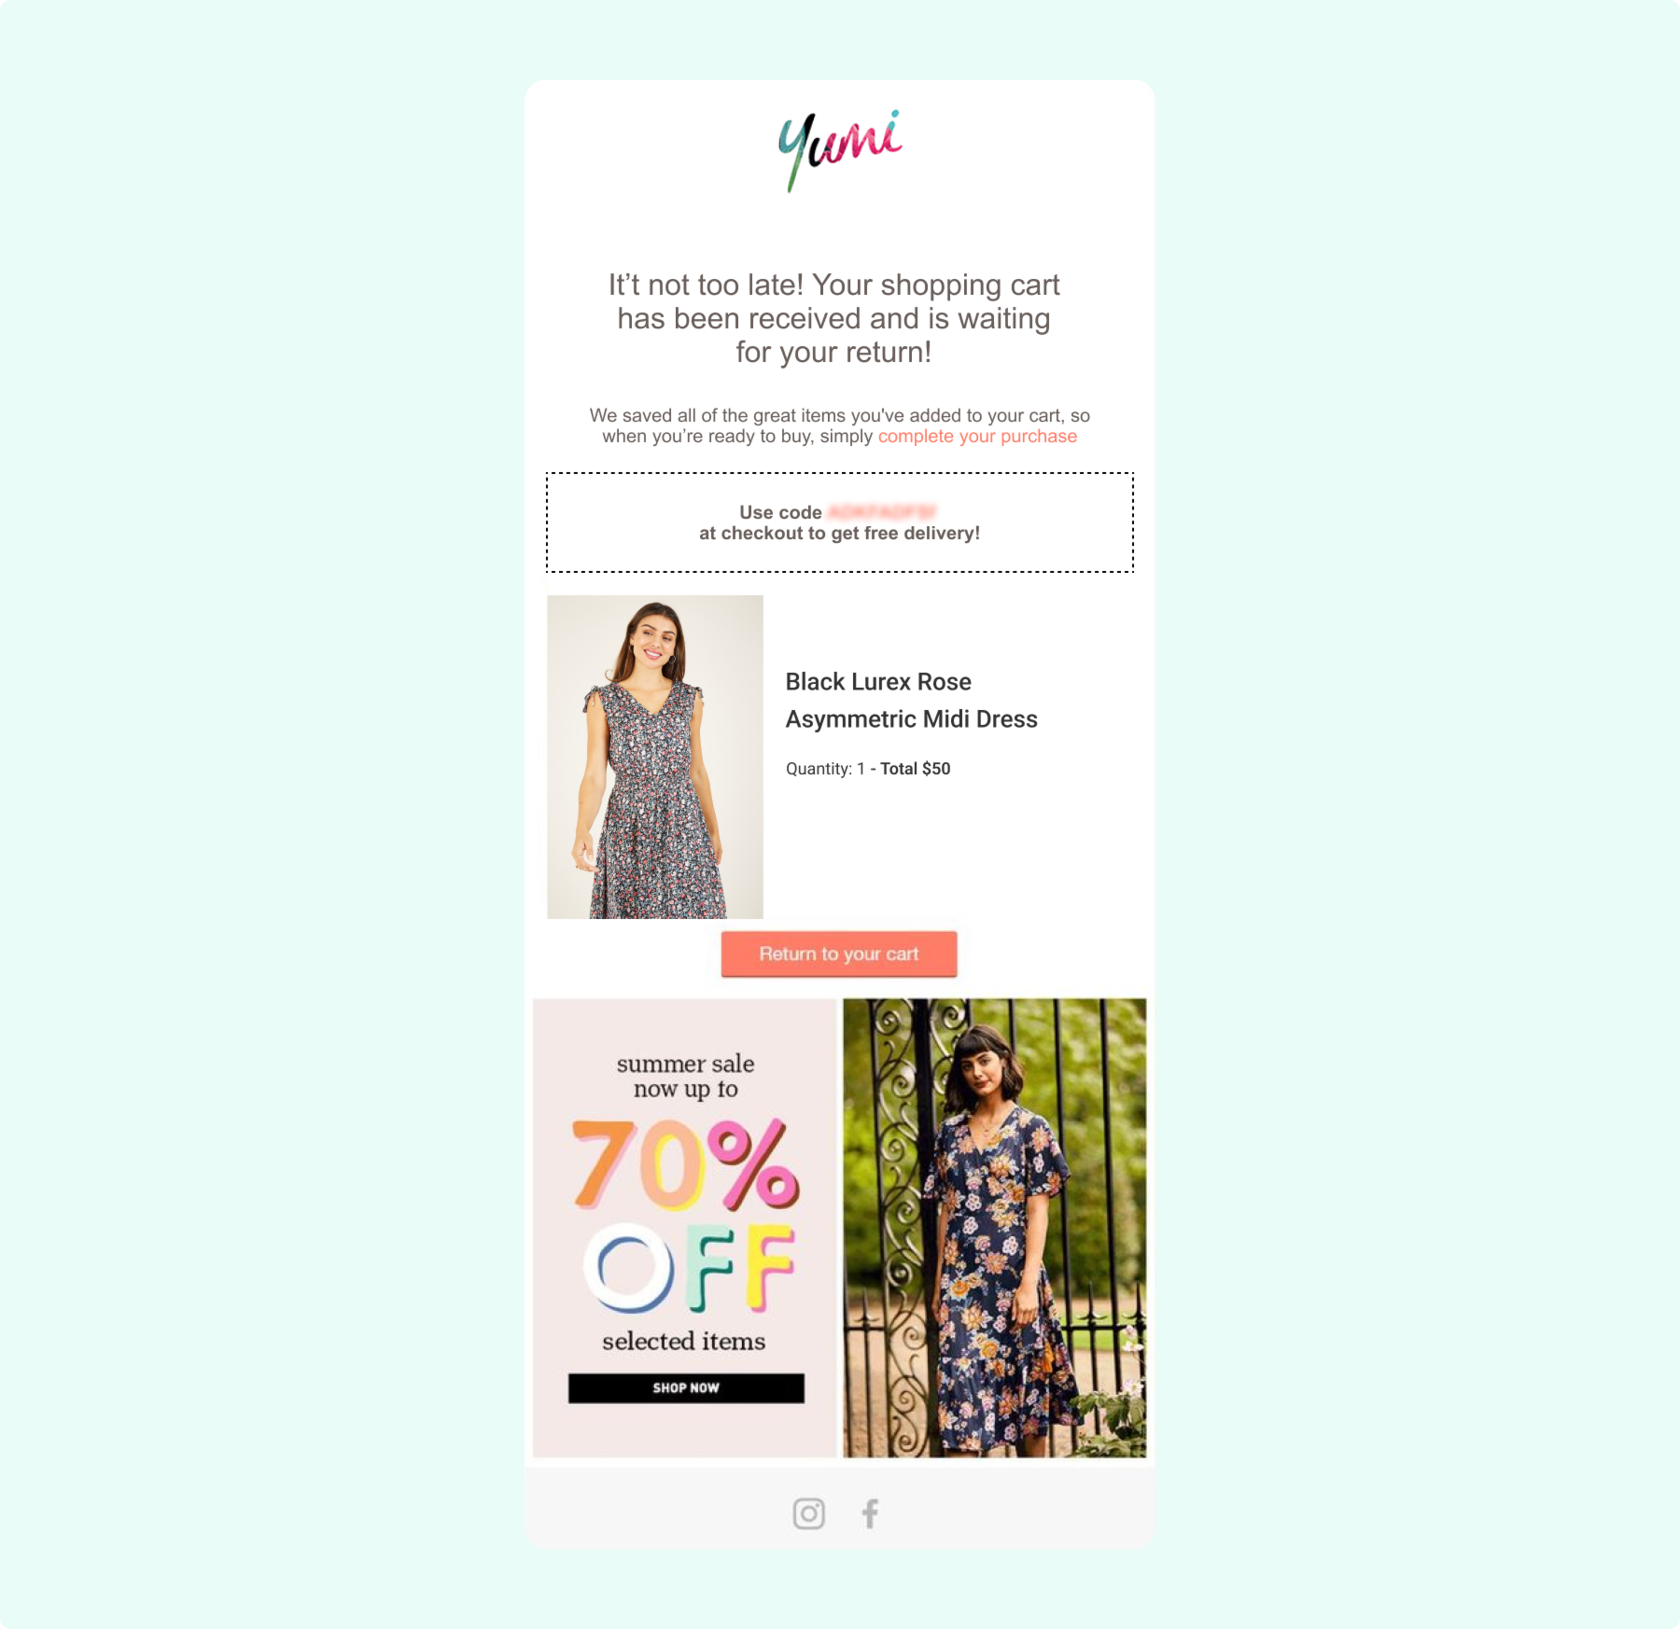 yumi
It’t not too late! Your shopping cart
has been received and is waiting
for your return!
We saved all of the great items you've added to your cart, so
when you’re ready to buy, simply complete your purchase
Use code
at checkout to get free delivery!
Black Lurex Rose
Asymmetric Midi Dress
Quantity: 1 - Total $50
Return to your cart
summer sale
now up to
70%
OFF
selected items
SHOP NOW